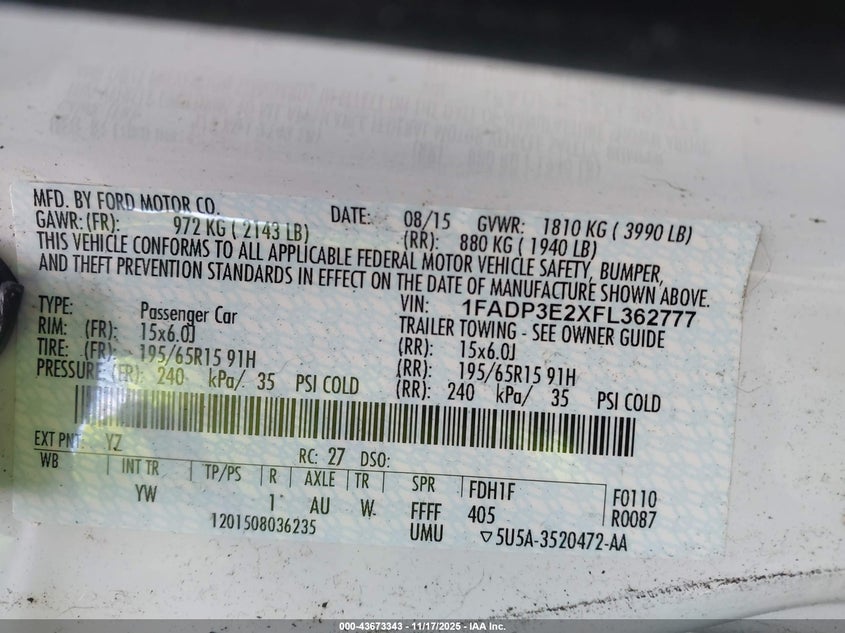 MFD. BY FORD MOTOR CO. DATE: 08/15 GVWR: 1810 KG ( 3990 LB)
GAWR: (FR): 972 KG ( 2143 LB) (RR): 880 KG ( 1940 LB)
THIS VEHICLE CONFORMS TO ALL APPLICABLE FEDERAL MOTOR VEHICLE SAFETY, BUMPER,
AND THEFT PREVENTION STANDARDS IN EFFECT ON THE DATE OF MANUFACTURE SHOWN ABOVE.
VIN: 1FADP3E2XFL362777
TYPE: Passenger Car TRAILER TOWING - SEE OWNER GUIDE
RIM: (FR): 15x6.0J (RR): 15x6.0J
TIRE: (FR): 195/65R15 91H (RR): 195/65R15 91H
PRESSURE (FR): 240 kPa/ 35 PSI COLD (RR): 240 kPa/ 35 PSI COLD
EXT PNT: YZ RC: 27 DSO:
WB INT TR TP/PS R AXLE TR SPR FDH1F F0110
YW 1 AU W FFFF 405 R0087
1201508036235 UMU ▽5U5A-3520472-AA
000-43673343 - 11/17/2025 - IAA Inc.